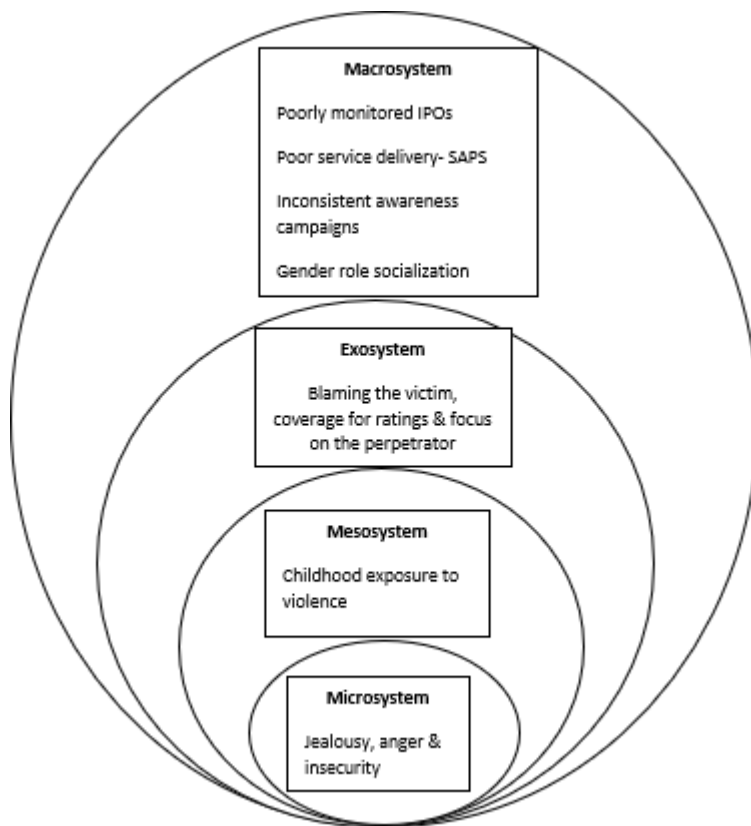 Macrosystem
Poorly monitored IPOs
Poor service delivery- SAPS
Inconsistent awareness
campaigns
Gender role socialization
Exosystem
Blaming the victim,
coverage for ratings & focus
on the perpetrator
Mesosystem
Childhood exposure to
violence
Microsystem
Jealousy, anger &
insecurity